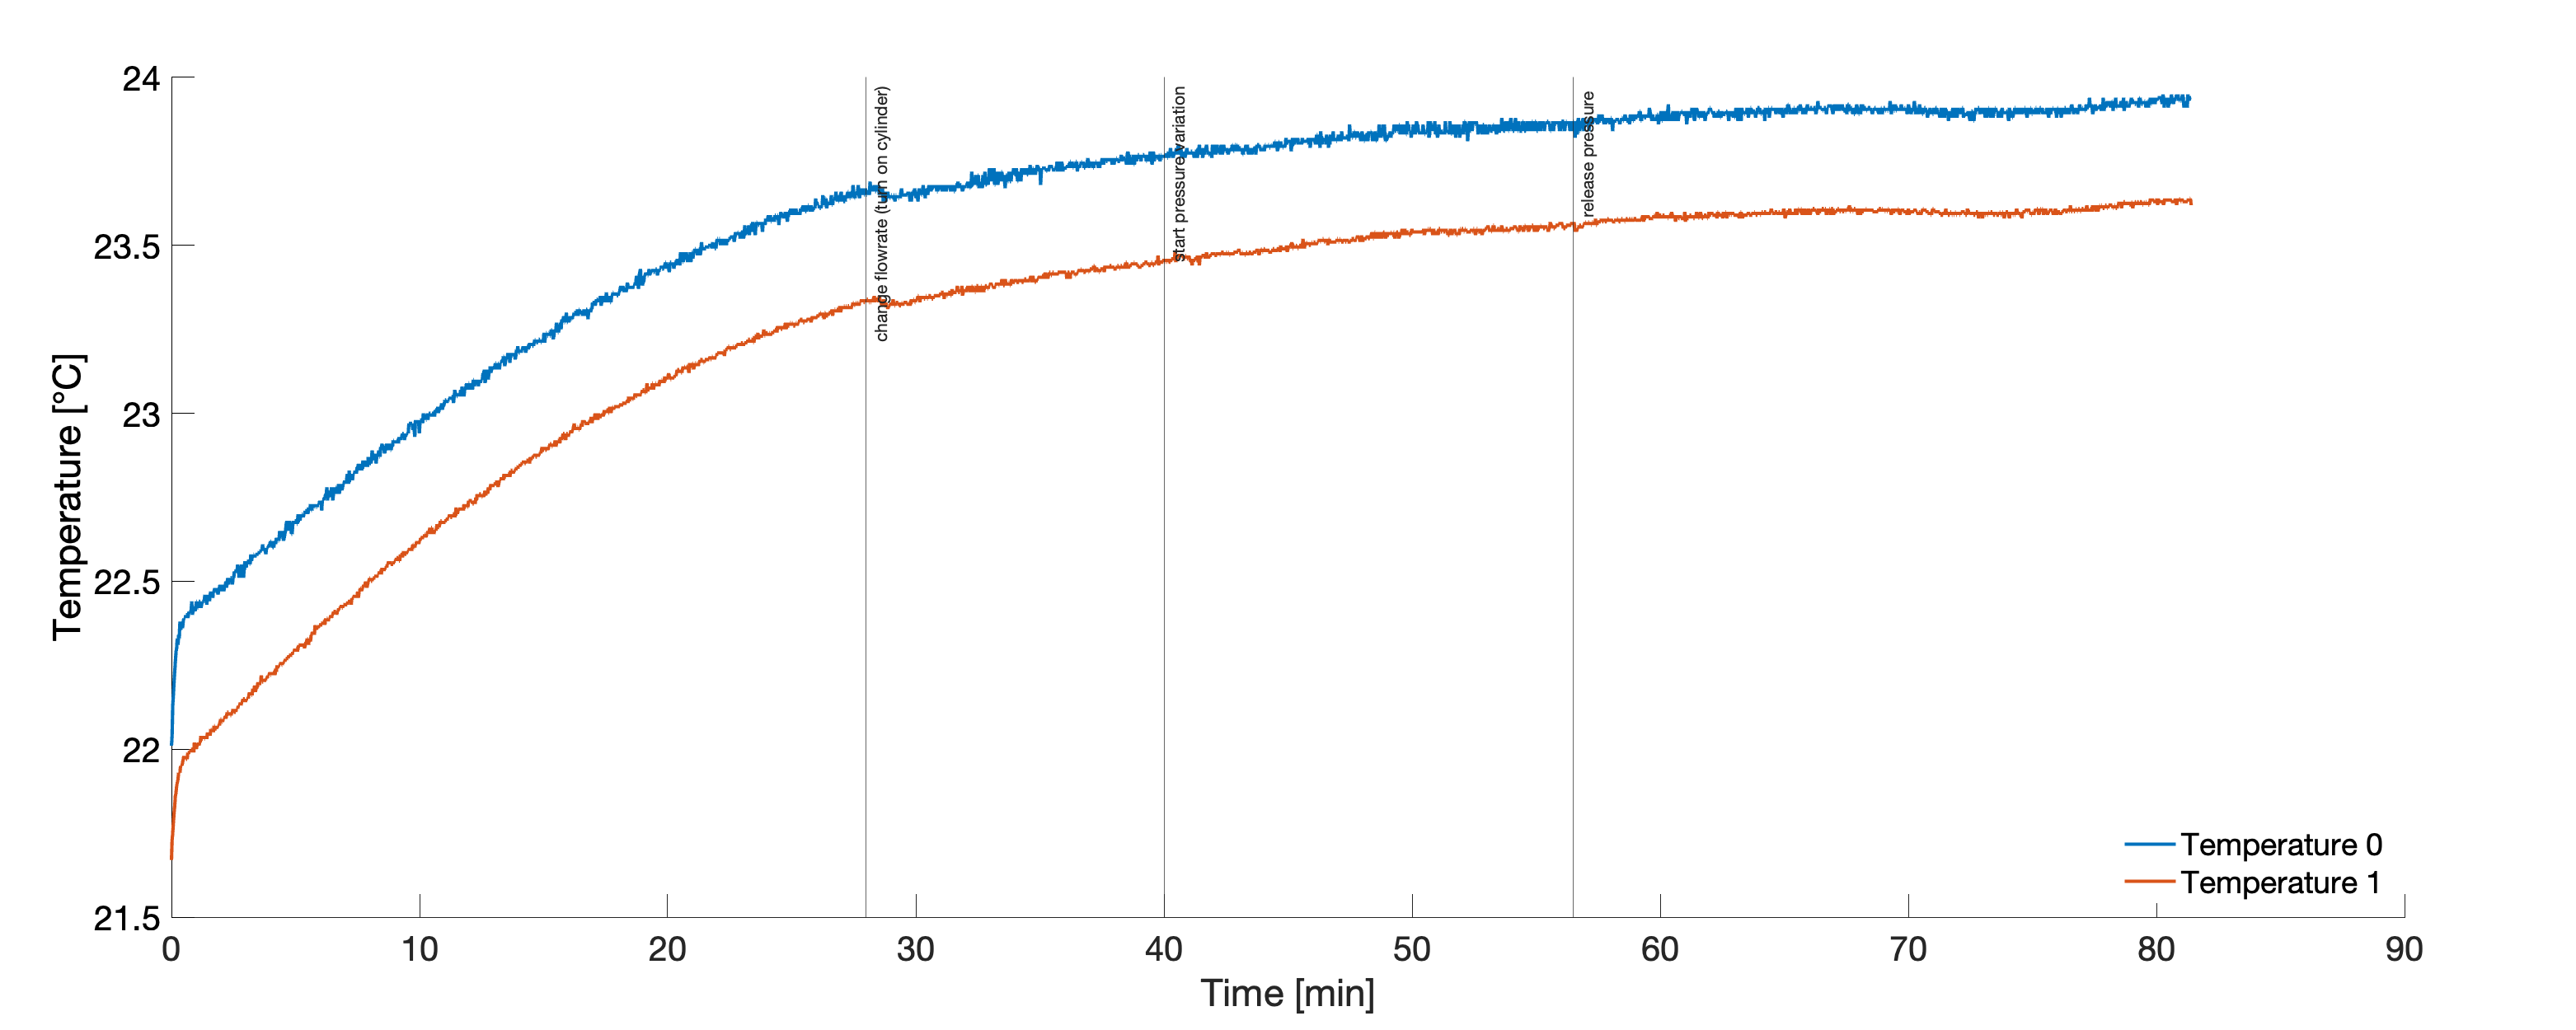 24
23.5
23
22.5
22
21.5
Temperature [°C]
change flowrate (turn on cylinder)
start pressure variation
release pressure
Temperature 0
Temperature 1
0 10 20 30 40 50 60 70 80 90
Time [min]